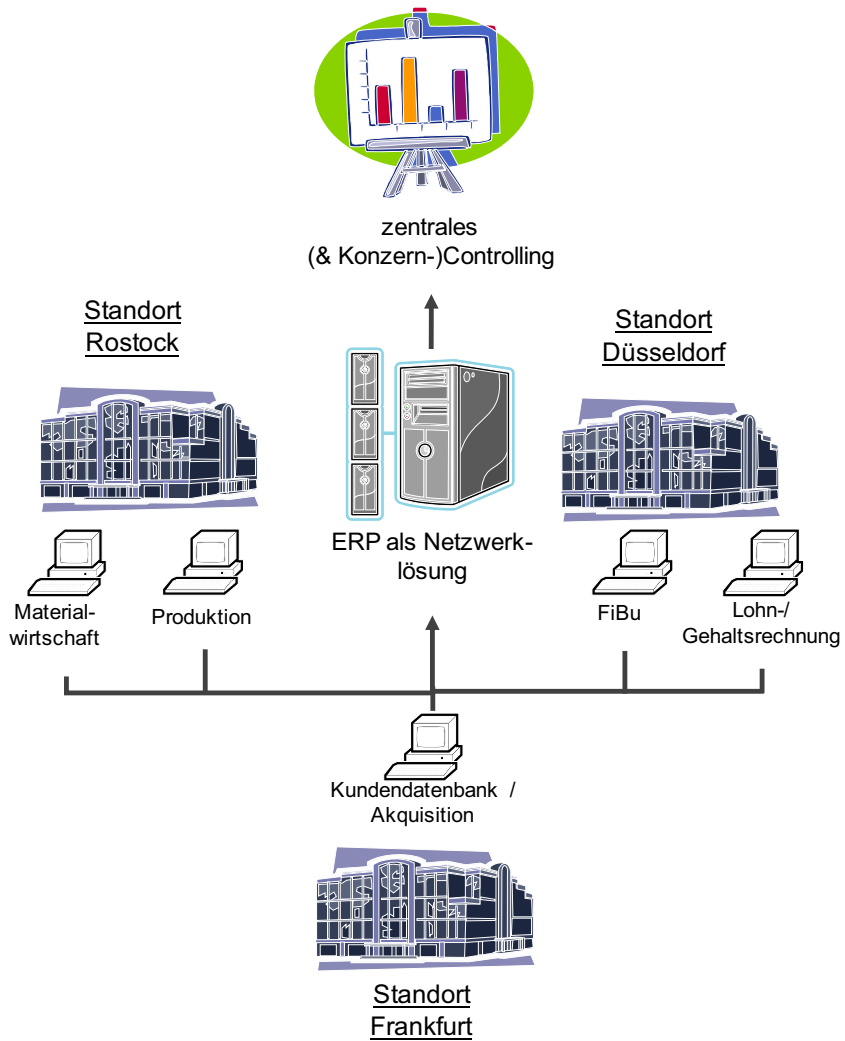 zentrales
(& Konzern-)Controlling
Standort
Rostock
Standort
Düsseldorf
ERP als Netzwerk-
lösung
Material-
wirtschaft
Produktion
FiBu
Lohn-/
Gehaltsrechnung
Kundendatenbank /
Akquisition
Standort
Frankfurt